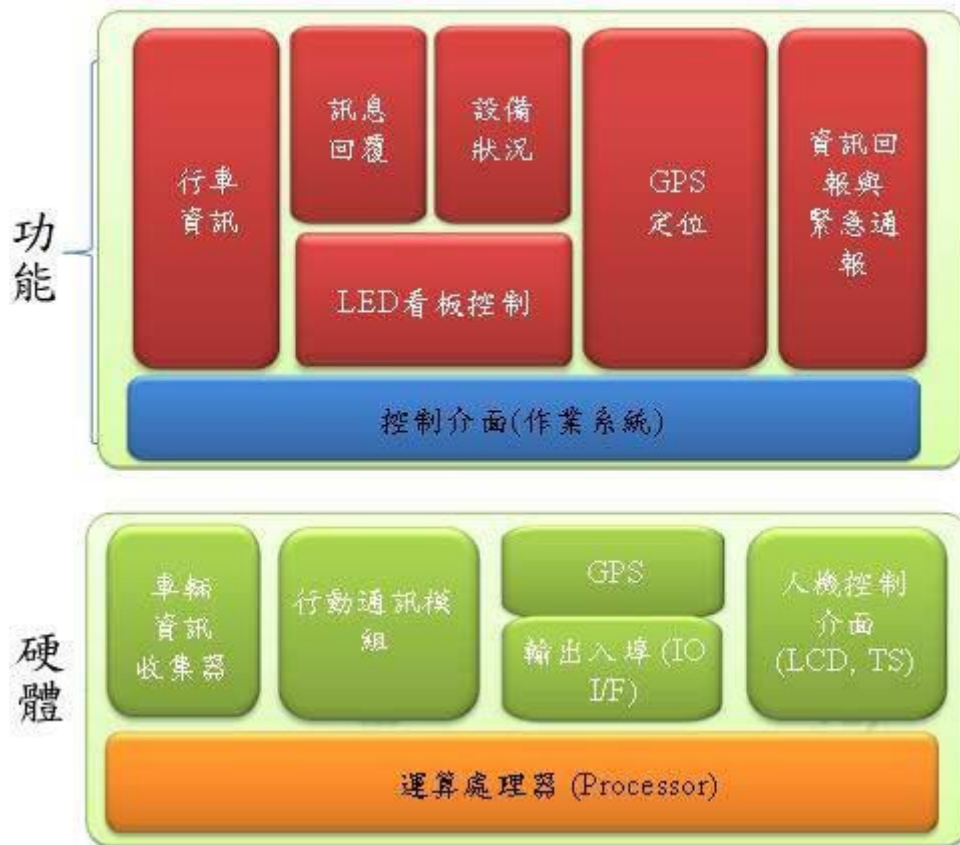 功
能
行車
資訊
訊息
回覆
設備
狀況
LED看板控制
GPS
定位
資訊回
報與
緊急通
報
控制介面(作業系統)
硬
體
車輛
資訊
收集器
行動通訊模
組
GPS
輸出入埠 (IO
I/F)
人機控制
介面
(LCD, TS)
運算處理器 (Processor)